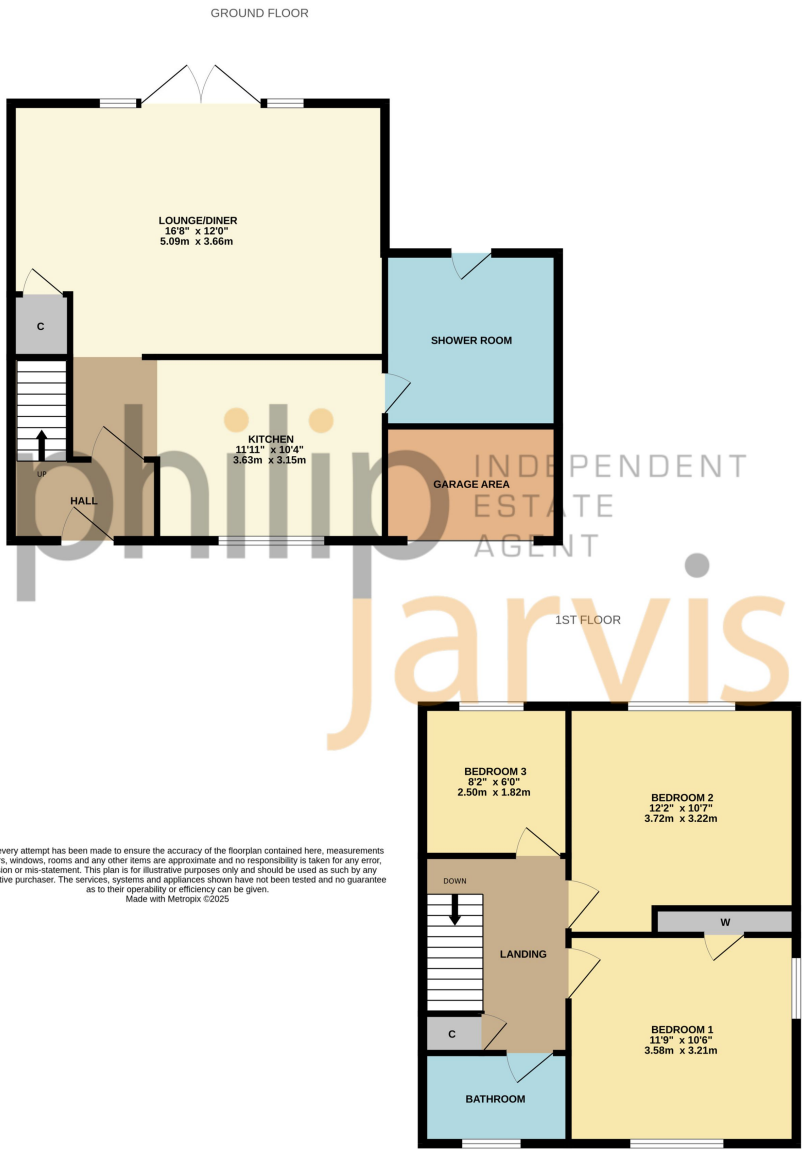 GROUND FLOOR
LOUNGE/DINER
16'8" x 12'0"
5.09m x 3.66m
C
SHOWER ROOM
KITCHEN
11'11" x 10'4"
3.63m x 3.15m
UP
HALL
GARAGE AREA
philip
INDEPENDENT
ESTATE
AGENT
jarvis
1ST FLOOR
BEDROOM 3
8'2" x 6'0"
2.50m x 1.82m
BEDROOM 2
12'2" x 10'7"
3.72m x 3.22m
DOWN
W
LANDING
C
BEDROOM 1
11'9" x 10'6"
3.58m x 3.21m
BATHROOM
every attempt has been made to ensure the accuracy of the floorplan contained here, measurements
rs, windows, rooms and any other items are approximate and no responsibility is taken for any error,
sion or mis-statement. This plan is for illustrative purposes only and should be used as such by any
tive purchaser. The services, systems and appliances shown have not been tested and no guarantee
as to their operability or efficiency can be given.
Made with Metropix ©2025